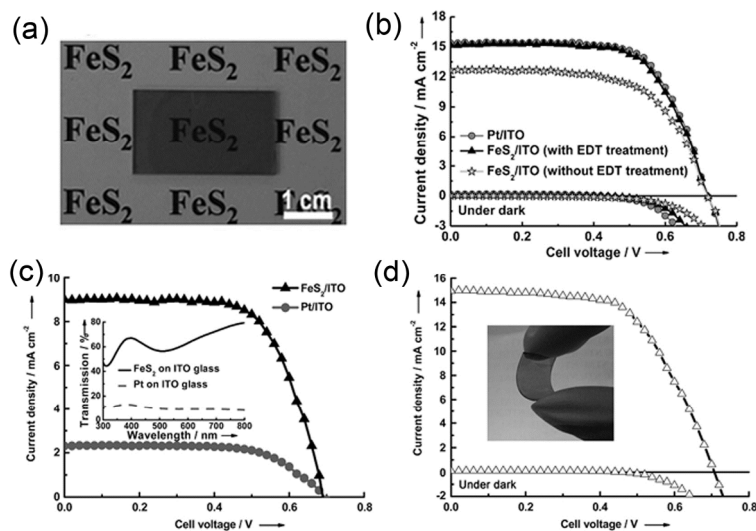 (a)
FeS2 FeS2 FeS2
FeS2 FeS2 FeS2
FeS2 FeS2 FeS2
1 cm
(b)
Current density / mA cm-2
18
15
12
9
6
3
0
-3
Pt/ITO
FeS2/ITO (with EDT treatment)
FeS2/ITO (without EDT treatment)
Under dark
0.0 0.2 0.4 0.6 0.8
Cell voltage / V
(c)
Current density / mA cm-2
10
8
6
4
2
0
FeS2/ITO
Pt/ITO
Transmission / %
80
60
40
20
0
FeS2 on ITO glass
Pt on ITO glass
300 400 500 600 700 800
Wavelength / nm
0.0 0.2 0.4 0.6 0.8
Cell voltage / V
(d)
Current density / mA cm-2
16
14
12
10
8
6
4
2
0
-2
Under dark
0.0 0.2 0.4 0.6 0.8
Cell voltage / V